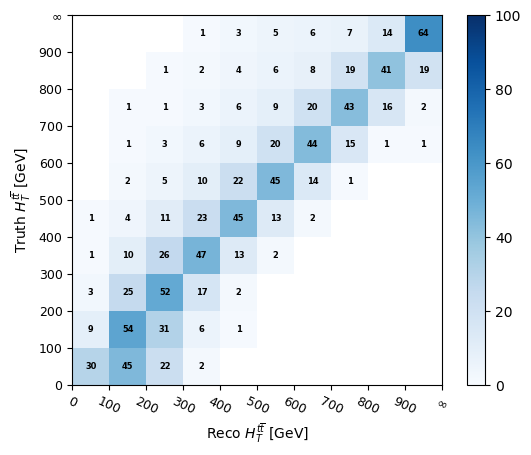 ∞
900
800
700
600
500
400
300
200
100
0
Truth $H_T^{t\bar{t}}$ [GeV]
1 3 5 6 7 14 64
1 2 4 6 8 19 41 19
1 1 3 6 9 20 43 16 2
1 3 6 9 20 44 15 1 1
2 5 10 22 45 14 1
1 4 11 23 45 13 2
1 10 26 47 13 2
3 25 52 17 2
9 54 31 6 1
30 45 22 2
0 100 200 300 400 500 600 700 800 900 ∞
Reco $H_T^{t\bar{t}}$ [GeV]
100
80
60
40
20
0